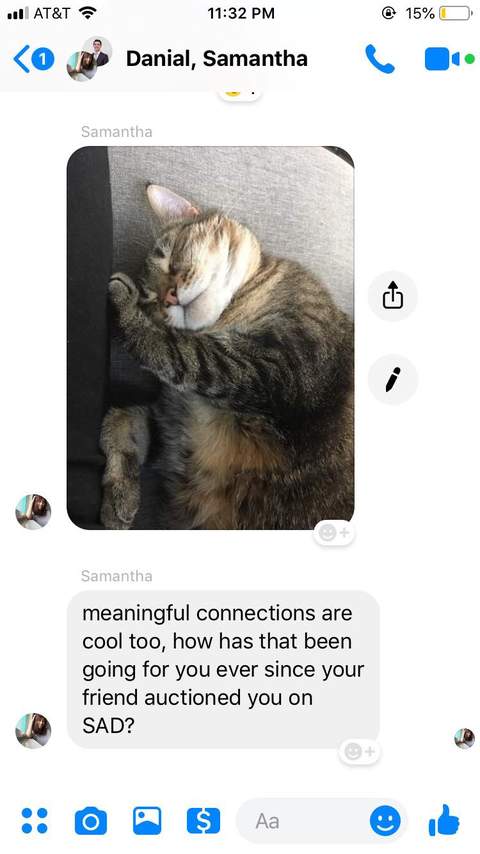 AT&T 11:32 PM 15%
1 Danial, Samantha
Samantha
Samantha
meaningful connections are
cool too, how has that been
going for you ever since your
friend auctioned you on
SAD?
$ Aa